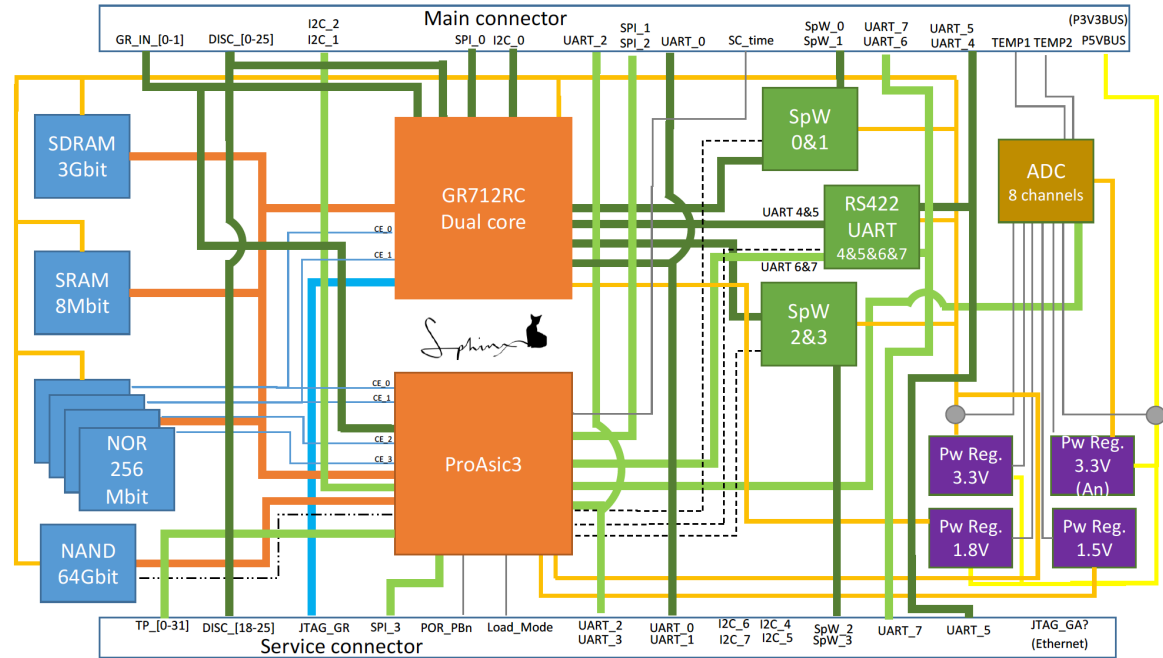 Main connector
(P3V3BUS)
GR_IN_[0-1]
DISC_[0-25]
I2C_2
I2C_1
SPI_0
I2C_0
UART_2
SPI_1
SPI_2
UART_0
SC_time
SpW_0
SpW_1
UART_7
UART_6
UART_5
UART_4
TEMP1
TEMP2
P5VBUS
SDRAM
3Gbit
GR712RC
Dual core
CE_0
CE_1
SpW
0&1
ADC
8 channels
UART 4&5
RS422
UART
4&5&6&7
UART 6&7
SRAM
8Mbit
SpW
2&3
Sphinx
CE_0
CE_1
CE_2
CE_3
ProAsic3
NOR
256
Mbit
Pw Reg.
3.3V
Pw Reg.
3.3V
(An)
NAND
64Gbit
Pw Reg.
1.8V
Pw Reg.
1.5V
TP_[0-31]
DISC_[18-25]
JTAG_GR
SPI_3
POR_PBn
Load_Mode
UART_2
UART_3
UART_0
UART_1
I2C_6
I2C_7
I2C_4
I2C_5
SpW_2
SpW_3
UART_7
UART_5
JTAG_GA?
(Ethernet)
Service connector